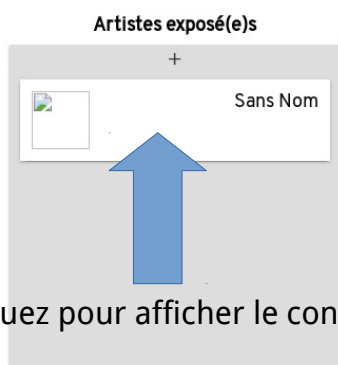 Artistes exposé(e)s
+
Sans Nom
uez pour afficher le con